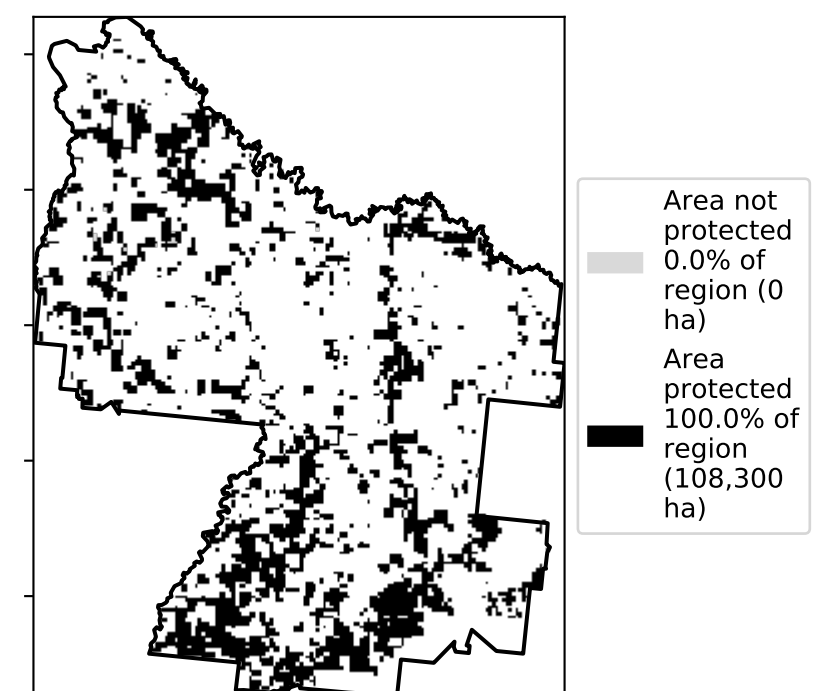 Area not
protected
0.0% of
region (0
ha)
Area
protected
100.0% of
region
(108,300
ha)